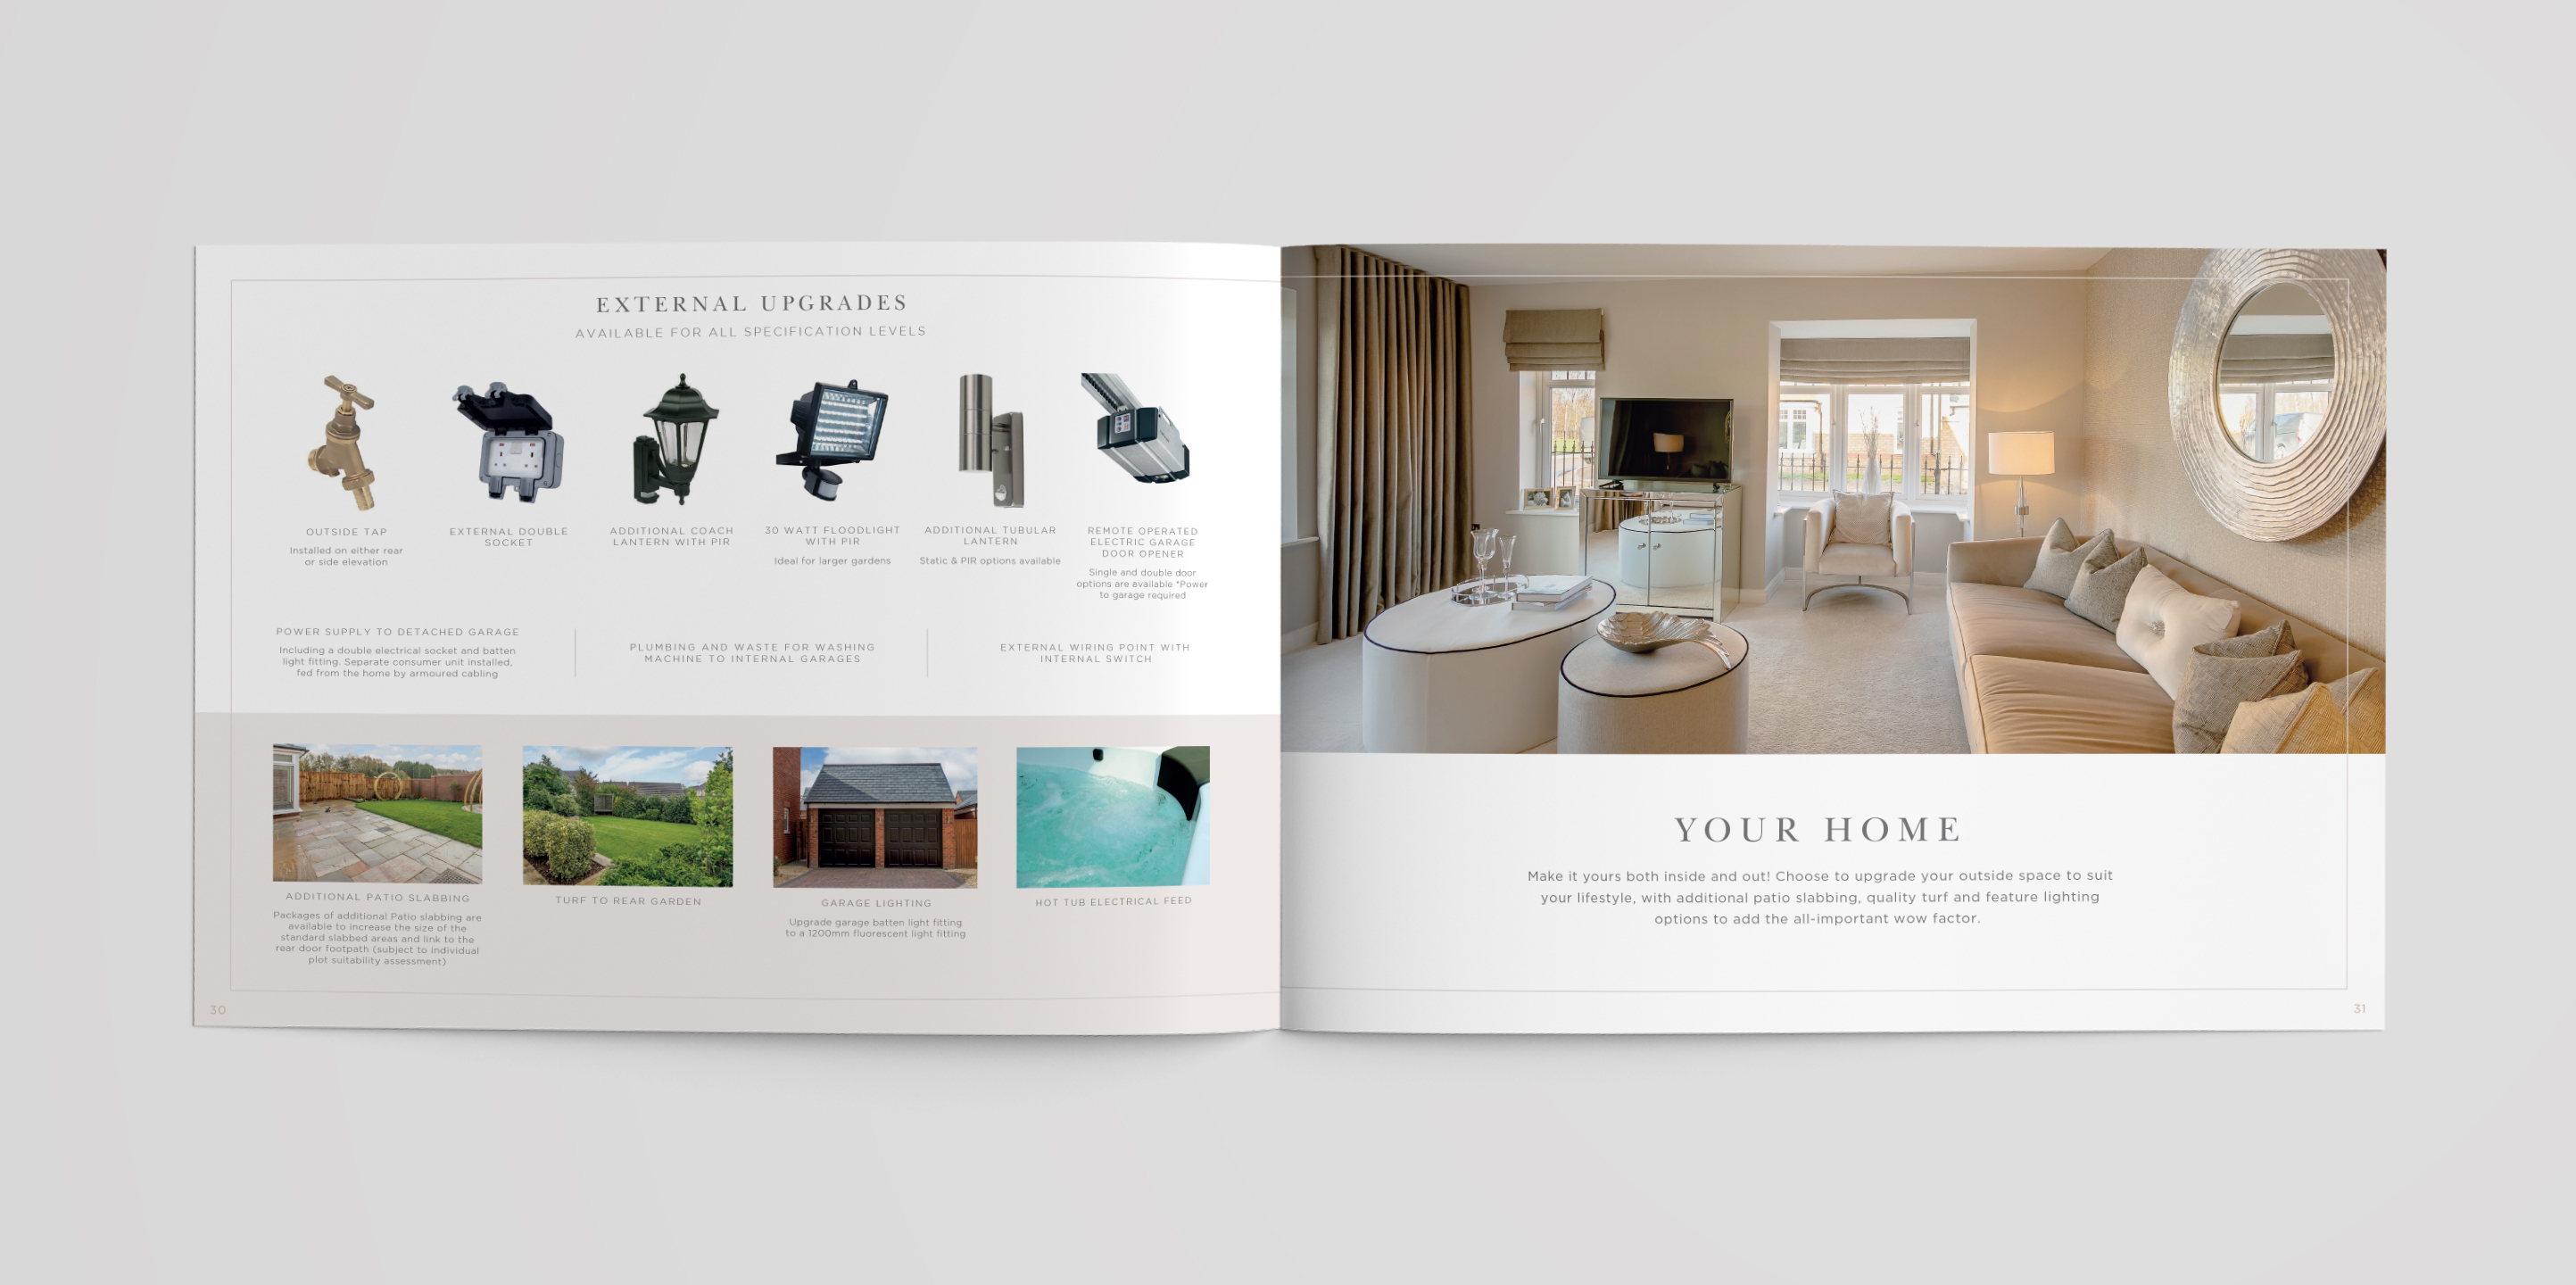 EXTERNAL UPGRADES
AVAILABLE FOR ALL SPECIFICATION LEVELS
OUTSIDE TAP
Installed on either rear
or side elevation
EXTERNAL DOUBLE
SOCKET
ADDITIONAL COACH
LANTERN WITH PIR
30 WATT FLOODLIGHT
WITH PIR
Ideal for larger gardens
ADDITIONAL TUBULAR
LANTERN
Static & PIR options available
REMOTE OPERATED
ELECTRIC GARAGE
DOOR OPENER
Single and double door
options are available *Power
to garage required
POWER SUPPLY TO DETACHED GARAGE
Including a double electrical socket and batten
light fitting. Separate consumer unit installed,
fed from the home by armoured cabling
PLUMBING AND WASTE FOR WASHING
MACHINE TO INTERNAL GARAGES
EXTERNAL WIRING POINT WITH
INTERNAL SWITCH
ADDITIONAL PATIO SLABBING
Packages of additional Patio slabbing are
available to increase the size of the
standard slabbed areas and link to the
rear door footpath (subject to individual
plot suitability assessment)
TURF TO REAR GARDEN
GARAGE LIGHTING
Upgrade garage batten light fitting
to a 1200mm fluorescent light fitting
HOT TUB ELECTRICAL FEED
30
YOUR HOME
Make it yours both inside and out! Choose to upgrade your outside space to suit
your lifestyle, with additional patio slabbing, quality turf and feature lighting
options to add the all-important wow factor.
31